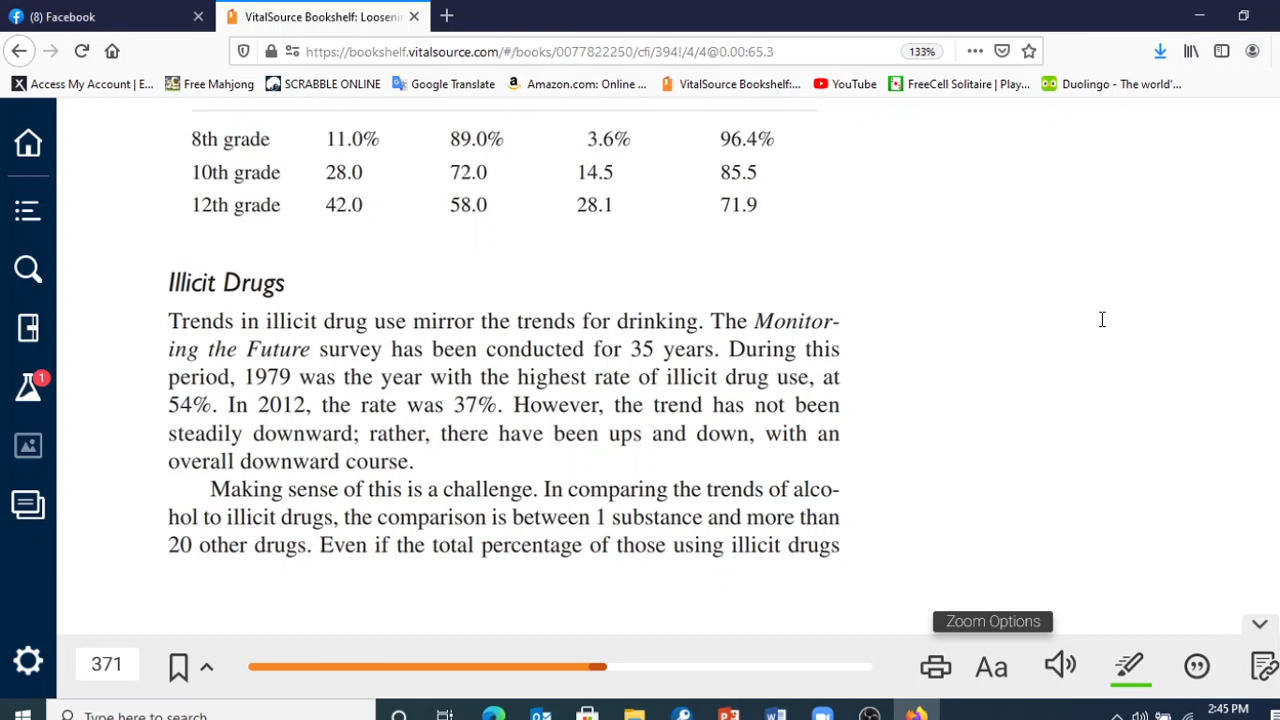 (8) Facebook
VitalSource Bookshelf: Loosenin
https://bookshelf.vitalsource.com/#/books/0077822250/cfi/394!/4/4@0.00:65.3
133%
Access My Account | E...
Free Mahjong
SCRABBLE ONLINE
Google Translate
Amazon.com: Online ...
VitalSource Bookshelf:...
YouTube
FreeCell Solitaire | Play...
Duolingo - The world'...
8th grade 11.0% 89.0% 3.6% 96.4%
10th grade 28.0 72.0 14.5 85.5
12th grade 42.0 58.0 28.1 71.9
Illicit Drugs
Trends in illicit drug use mirror the trends for drinking. The Monitor-
ing the Future survey has been conducted for 35 years. During this
period, 1979 was the year with the highest rate of illicit drug use, at
54%. In 2012, the rate was 37%. However, the trend has not been
steadily downward; rather, there have been ups and down, with an
overall downward course.
Making sense of this is a challenge. In comparing the trends of alco-
hol to illicit drugs, the comparison is between 1 substance and more than
20 other drugs. Even if the total percentage of those using illicit drugs
1
Zoom Options
371
Aa
Type here to search
2:45 PM